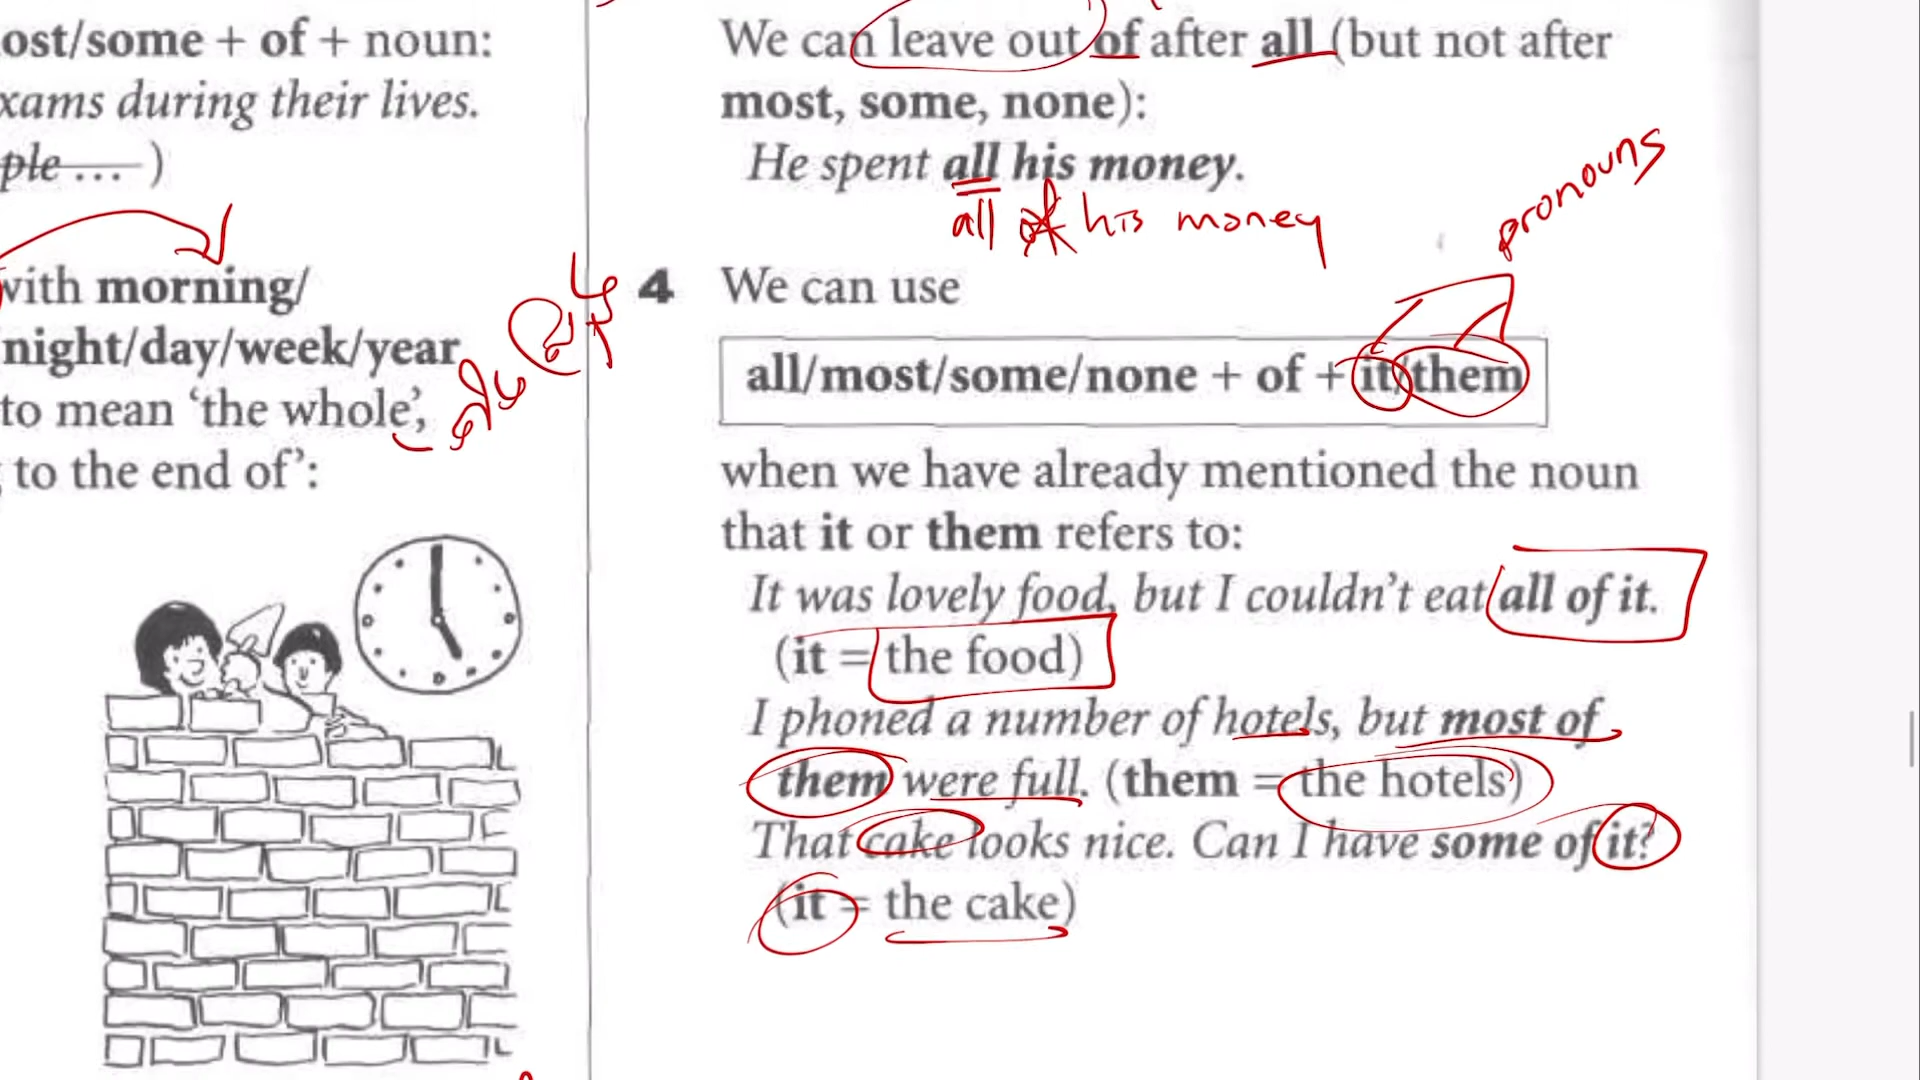 ost/some + of + noun:
xams during their lives.
ple ... )
with morning/
night/day/week/year
to mean ‘the whole’,
to the end of’:
We can leave out of after all (but not after
most, some, none):
He spent all his money.
all of his money
pronouns
4 We can use
all/most/some/none + of + it/them
when we have already mentioned the noun
that it or them refers to:
It was lovely food, but I couldn’t eat all of it.
(it = the food)
I phoned a number of hotels, but most of
them were full. (them = the hotels)
That cake looks nice. Can I have some of it?
(it = the cake)